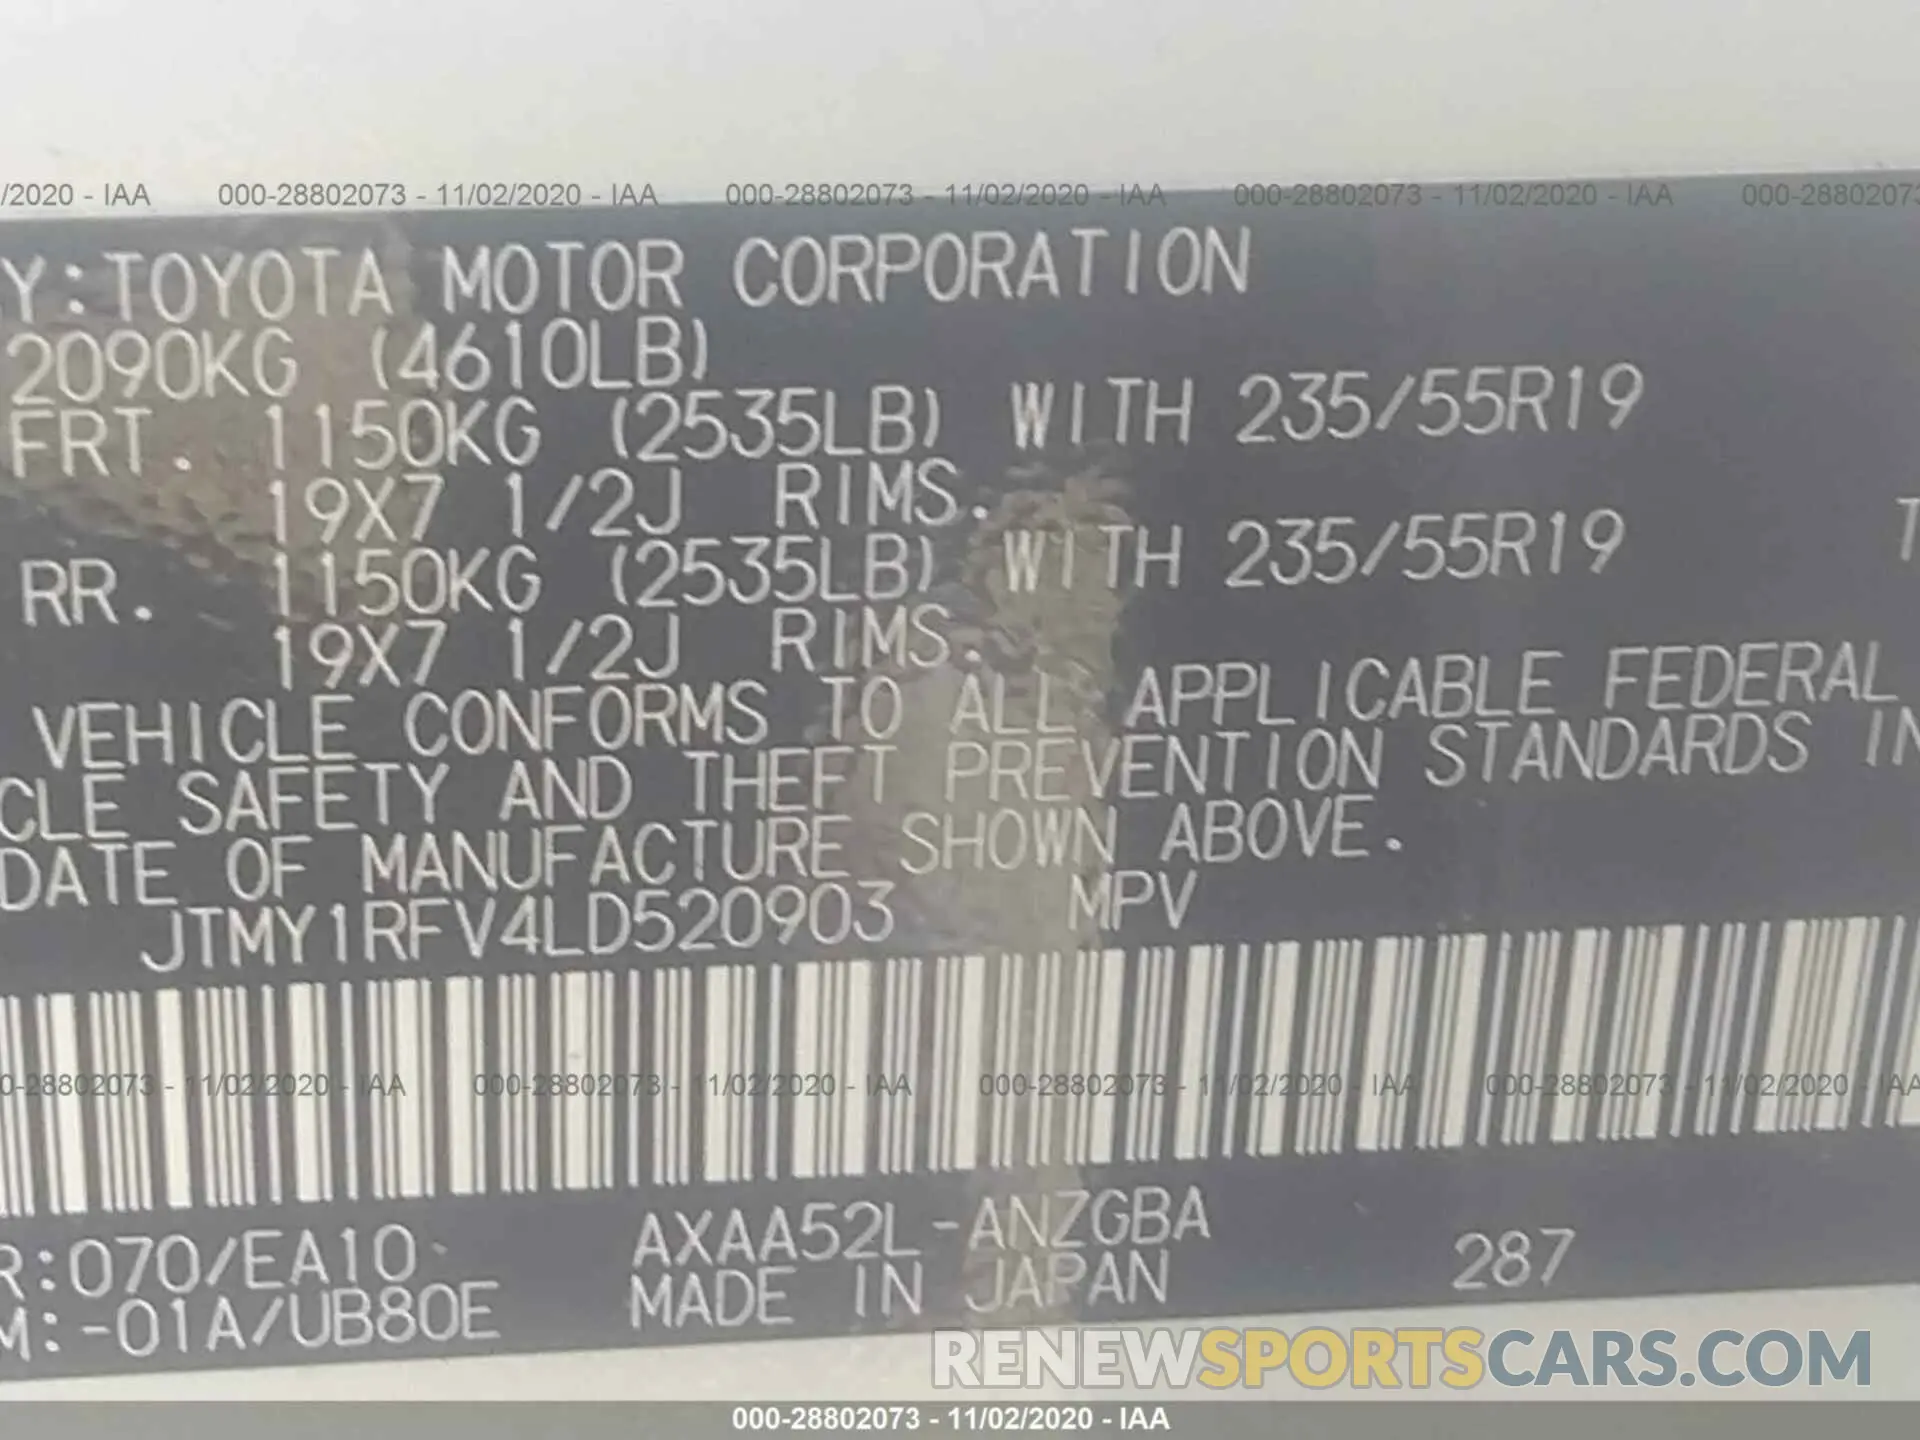 /2020 - IAA 000-28802073 - 11/02/2020 - IAA 000-28802073 - 11/02/2020 - IAA 000-28802073 - 11/02/2020 - IAA 000-28802073
Y:TOYOTA MOTOR CORPORATION
2090KG (4610LB)
FRT. 1150KG (2535LB) WITH 235/55R19
19X7 1/2J RIMS.
RR. 1150KG (2535LB) WITH 235/55R19 T
19X7 1/2J RIMS.
VEHICLE CONFORMS TO ALL APPLICABLE FEDERAL
CLE SAFETY AND THEFT PREVENTION STANDARDS IN
DATE OF MANUFACTURE SHOWN ABOVE.
JTMY1RFV4LD520903 MPV
0-28802073 - 11/02/2020 - IAA 000-28802073 - 11/02/2020 - IAA 000-28802073 - 11/02/2020 - IAA 000-28802073 - 11/02/2020 - IAA
R:070/EA10 AXAA52L-ANZGBA 287
M:-01A/UB80E MADE IN JAPAN
RENEWSPORTSCARS.COM
000-28802073 - 11/02/2020 - IAA